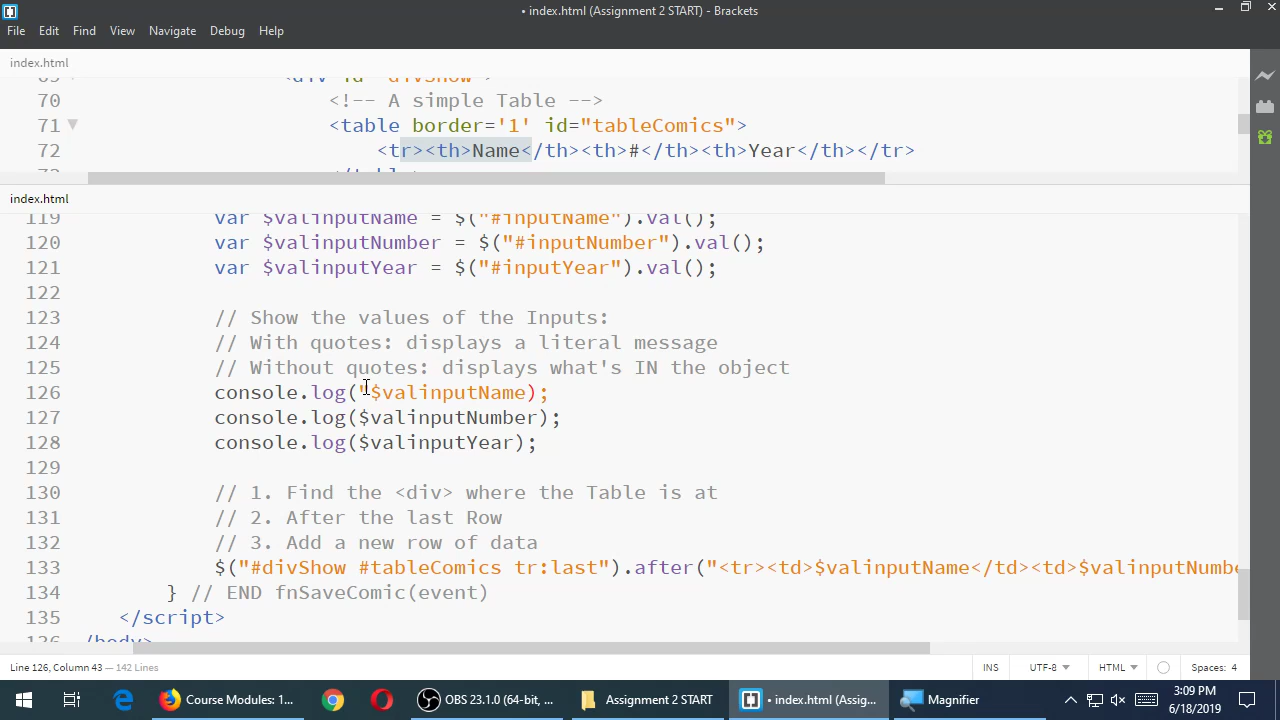 • index.html (Assignment 2 START) - Brackets
File Edit Find View Navigate Debug Help
index.html
70 <!-- A simple Table -->
71 <table border='1' id="tableComics">
72 <tr><th>Name</th><th>#</th><th>Year</th></tr>
index.html
119 var $valinputName = $("#inputName").val();
120 var $valinputNumber = $("#inputNumber").val();
121 var $valinputYear = $("#inputYear").val();
122
123 // Show the values of the Inputs:
124 // With quotes: displays a literal message
125 // Without quotes: displays what's IN the object
126 console.log("$valinputName);
127 console.log($valinputNumber);
128 console.log($valinputYear);
129
130 // 1. Find the <div> where the Table is at
131 // 2. After the last Row
132 // 3. Add a new row of data
133 $("#divShow #tableComics tr:last").after("<tr><td>$valinputName</td><td>$valinputNumbe
134 } // END fnSaveComic(event)
135 </script>
136 /body>
Line 126, Column 43 — 142 Lines
INS UTF-8 HTML Spaces: 4
Course Modules: 1... OBS 23.1.0 (64-bit, ... Assignment 2 START • index.html (Assig... Magnifier
3:09 PM
6/18/2019